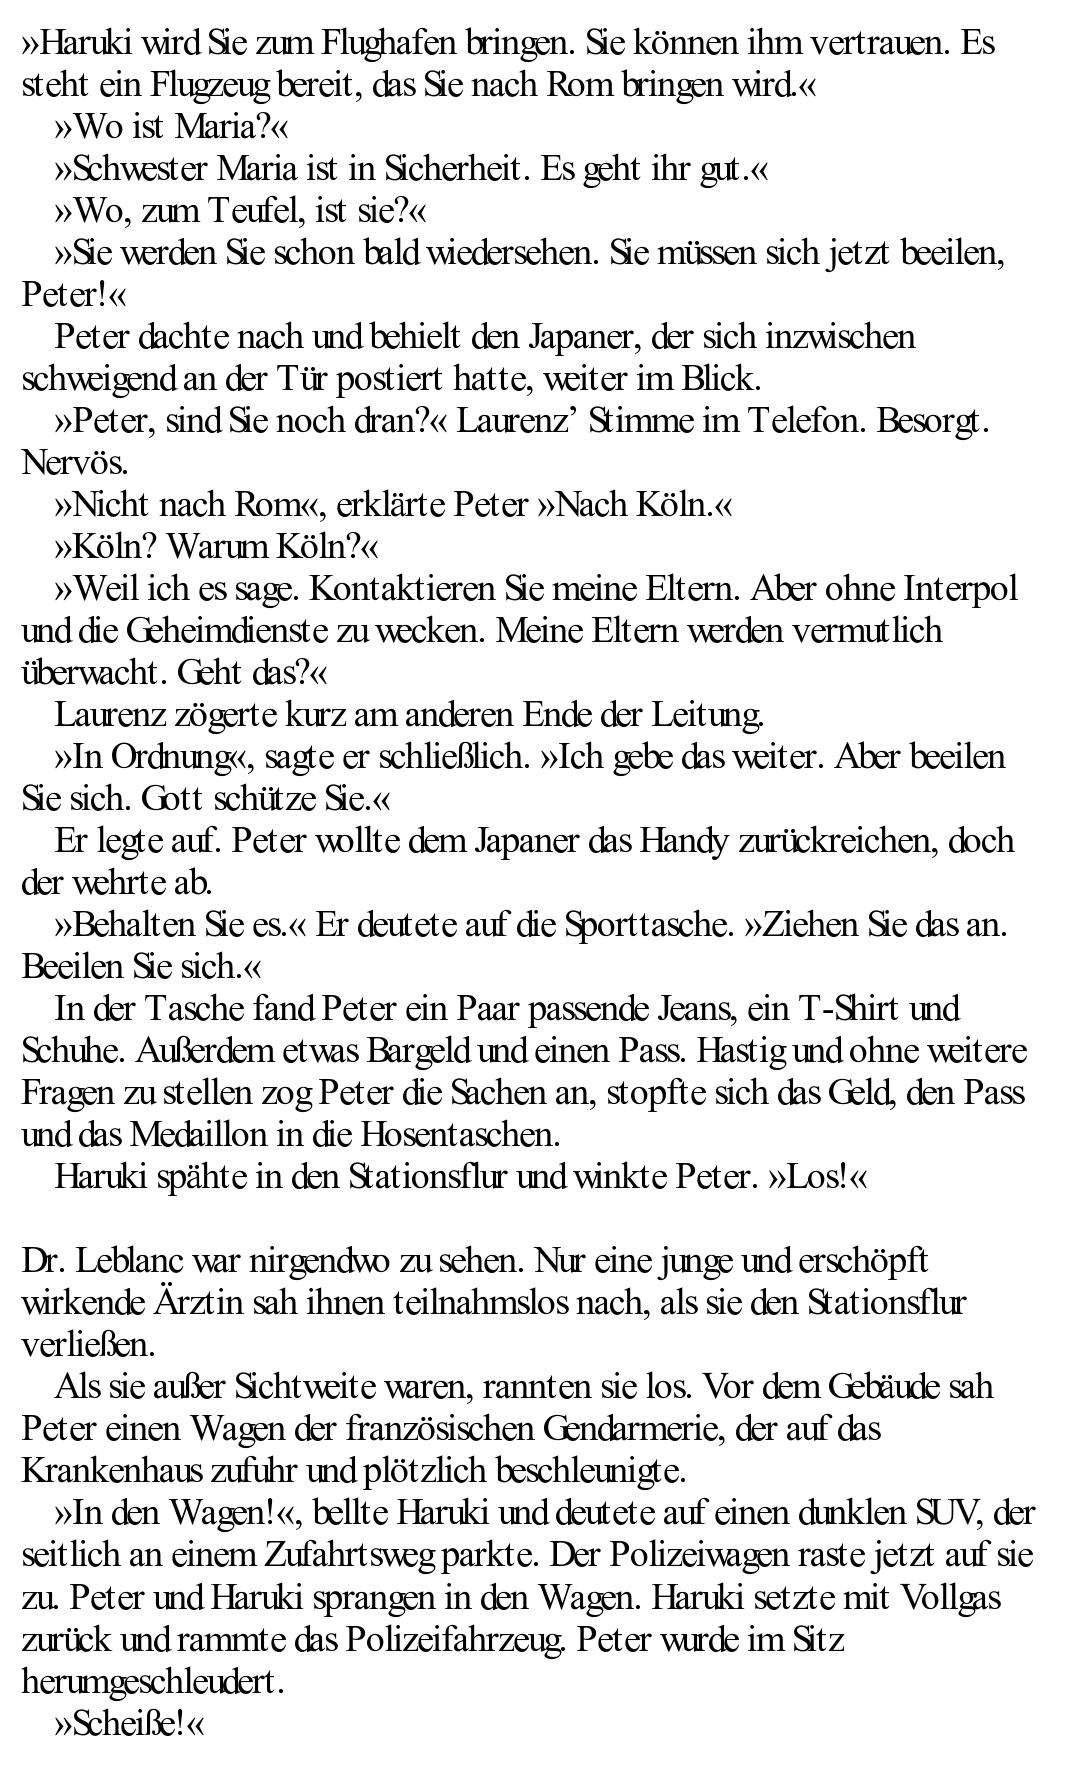 »Haruki wird Sie zum Flughafen bringen. Sie können ihm vertrauen. Es
steht ein Flugzeug bereit, das Sie nach Rom bringen wird.«
»Wo ist Maria?«
»Schwester Maria ist in Sicherheit. Es geht ihr gut.«
»Wo, zum Teufel, ist sie?«
»Sie werden Sie schon bald wiedersehen. Sie müssen sich jetzt beeilen,
Peter!«
Peter dachte nach und behielt den Japaner, der sich inzwischen
schweigend an der Tür postiert hatte, weiter im Blick.
»Peter, sind Sie noch dran?« Laurenz’ Stimme im Telefon. Besorgt.
Nervös.
»Nicht nach Rom«, erklärte Peter »Nach Köln.«
»Köln? Warum Köln?«
»Weil ich es sage. Kontaktieren Sie meine Eltern. Aber ohne Interpol
und die Geheimdienste zu wecken. Meine Eltern werden vermutlich
überwacht. Geht das?«
Laurenz zögerte kurz am anderen Ende der Leitung.
»In Ordnung«, sagte er schließlich. »Ich gebe das weiter. Aber beeilen
Sie sich. Gott schütze Sie.«
Er legte auf. Peter wollte dem Japaner das Handy zurückreichen, doch
der wehrte ab.
»Behalten Sie es.« Er deutete auf die Sporttasche. »Ziehen Sie das an.
Beeilen Sie sich.«
In der Tasche fand Peter ein Paar passende Jeans, ein T-Shirt und
Schuhe. Außerdem etwas Bargeld und einen Pass. Hastig und ohne weitere
Fragen zu stellen zog Peter die Sachen an, stopfte sich das Geld, den Pass
und das Medaillon in die Hosentaschen.
Haruki spähte in den Stationsflur und winkte Peter. »Los!«
Dr. Leblanc war nirgendwo zu sehen. Nur eine junge und erschöpft
wirkende Ärztin sah ihnen teilnahmslos nach, als sie den Stationsflur
verließen.
Als sie außer Sichtweite waren, rannten sie los. Vor dem Gebäude sah
Peter einen Wagen der französischen Gendarmerie, der auf das
Krankenhaus zufuhr und plötzlich beschleunigte.
»In den Wagen!«, bellte Haruki und deutete auf einen dunklen SUV, der
seitlich an einem Zufahrtsweg parkte. Der Polizeiwagen raste jetzt auf sie
zu. Peter und Haruki sprangen in den Wagen. Haruki setzte mit Vollgas
zurück und rammte das Polizeifahrzeug. Peter wurde im Sitz
herumgeschleudert.
»Scheiße!«